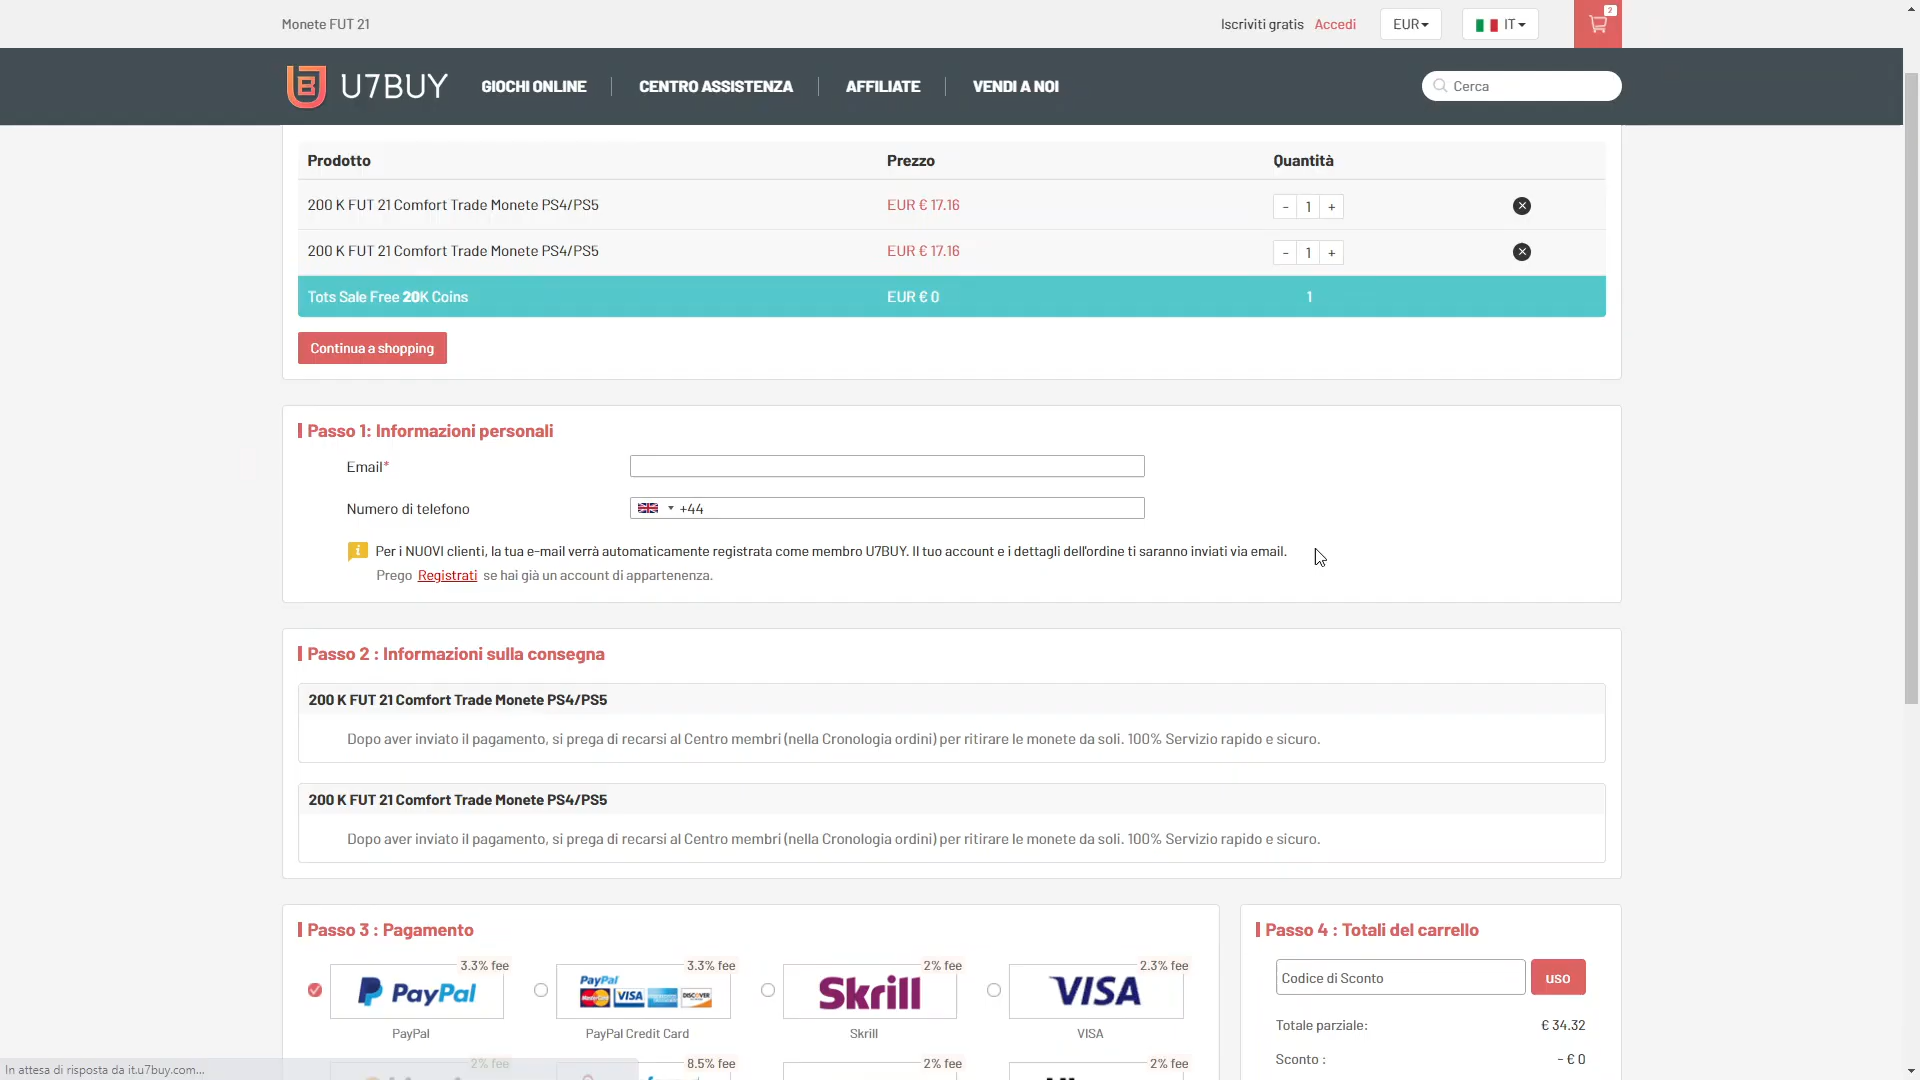 Monete FUT 21
Iscriviti gratis Accedi EUR IT 2
U7BUY GIOCHI ONLINE CENTRO ASSISTENZA AFFILIATE VENDI A NOI Cerca
Prodotto Prezzo Quantità
200 K FUT 21 Comfort Trade Monete PS4/PS5 EUR € 17.16 - 1 +
200 K FUT 21 Comfort Trade Monete PS4/PS5 EUR € 17.16 - 1 +
Tots Sale Free 20K Coins EUR € 0 1
Continua a shopping
Passo 1: Informazioni personali
Email*
Numero di telefono +44
Per i NUOVI clienti, la tua e-mail verrà automaticamente registrata come membro U7BUY. Il tuo account e i dettagli dell'ordine ti saranno inviati via email.
Prego Registrati se hai già un account di appartenenza.
Passo 2 : Informazioni sulla consegna
200 K FUT 21 Comfort Trade Monete PS4/PS5
Dopo aver inviato il pagamento, si prega di recarsi al Centro membri (nella Cronologia ordini) per ritirare le monete da soli. 100% Servizio rapido e sicuro.
200 K FUT 21 Comfort Trade Monete PS4/PS5
Dopo aver inviato il pagamento, si prega di recarsi al Centro membri (nella Cronologia ordini) per ritirare le monete da soli. 100% Servizio rapido e sicuro.
Passo 3 : Pagamento
3.3% fee 3.3% fee 2% fee 2.3% fee
PayPal PayPal MasterCard VISA DISCOVER Skrill VISA
PayPal PayPal Credit Card Skrill VISA
2% fee 8.5% fee 2% fee 2% fee
Passo 4 : Totali del carrello
Codice di Sconto uso
Totale parziale: € 34.32
Sconto : - € 0
In attesa di risposta da it.u7buy.com...